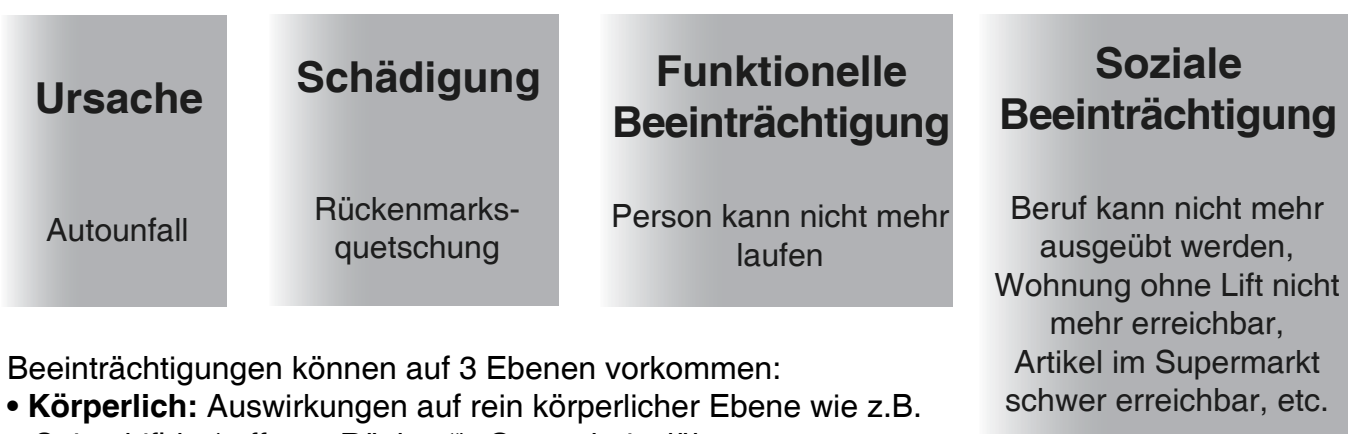 Ursache
Autounfall
Schädigung
Rückenmarks-
quetschung
Funktionelle
Beeinträchtigung
Person kann nicht mehr
laufen
Soziale
Beeinträchtigung
Beruf kann nicht mehr
ausgeübt werden,
Wohnung ohne Lift nicht
mehr erreichbar,
Artikel im Supermarkt
schwer erreichbar, etc.
Beeinträchtigungen können auf 3 Ebenen vorkommen:
• Körperlich: Auswirkungen auf rein körperlicher Ebene wie z.B.